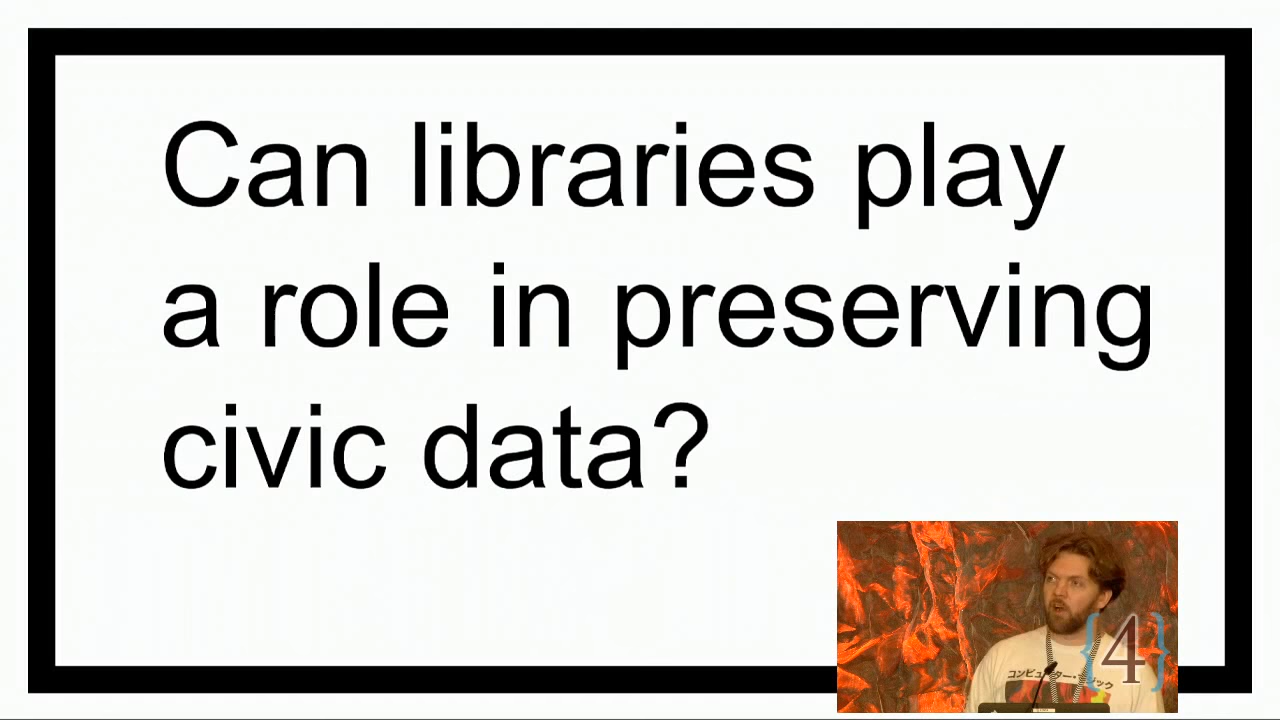 Can libraries play
a role in preserving
civic data?
{4}